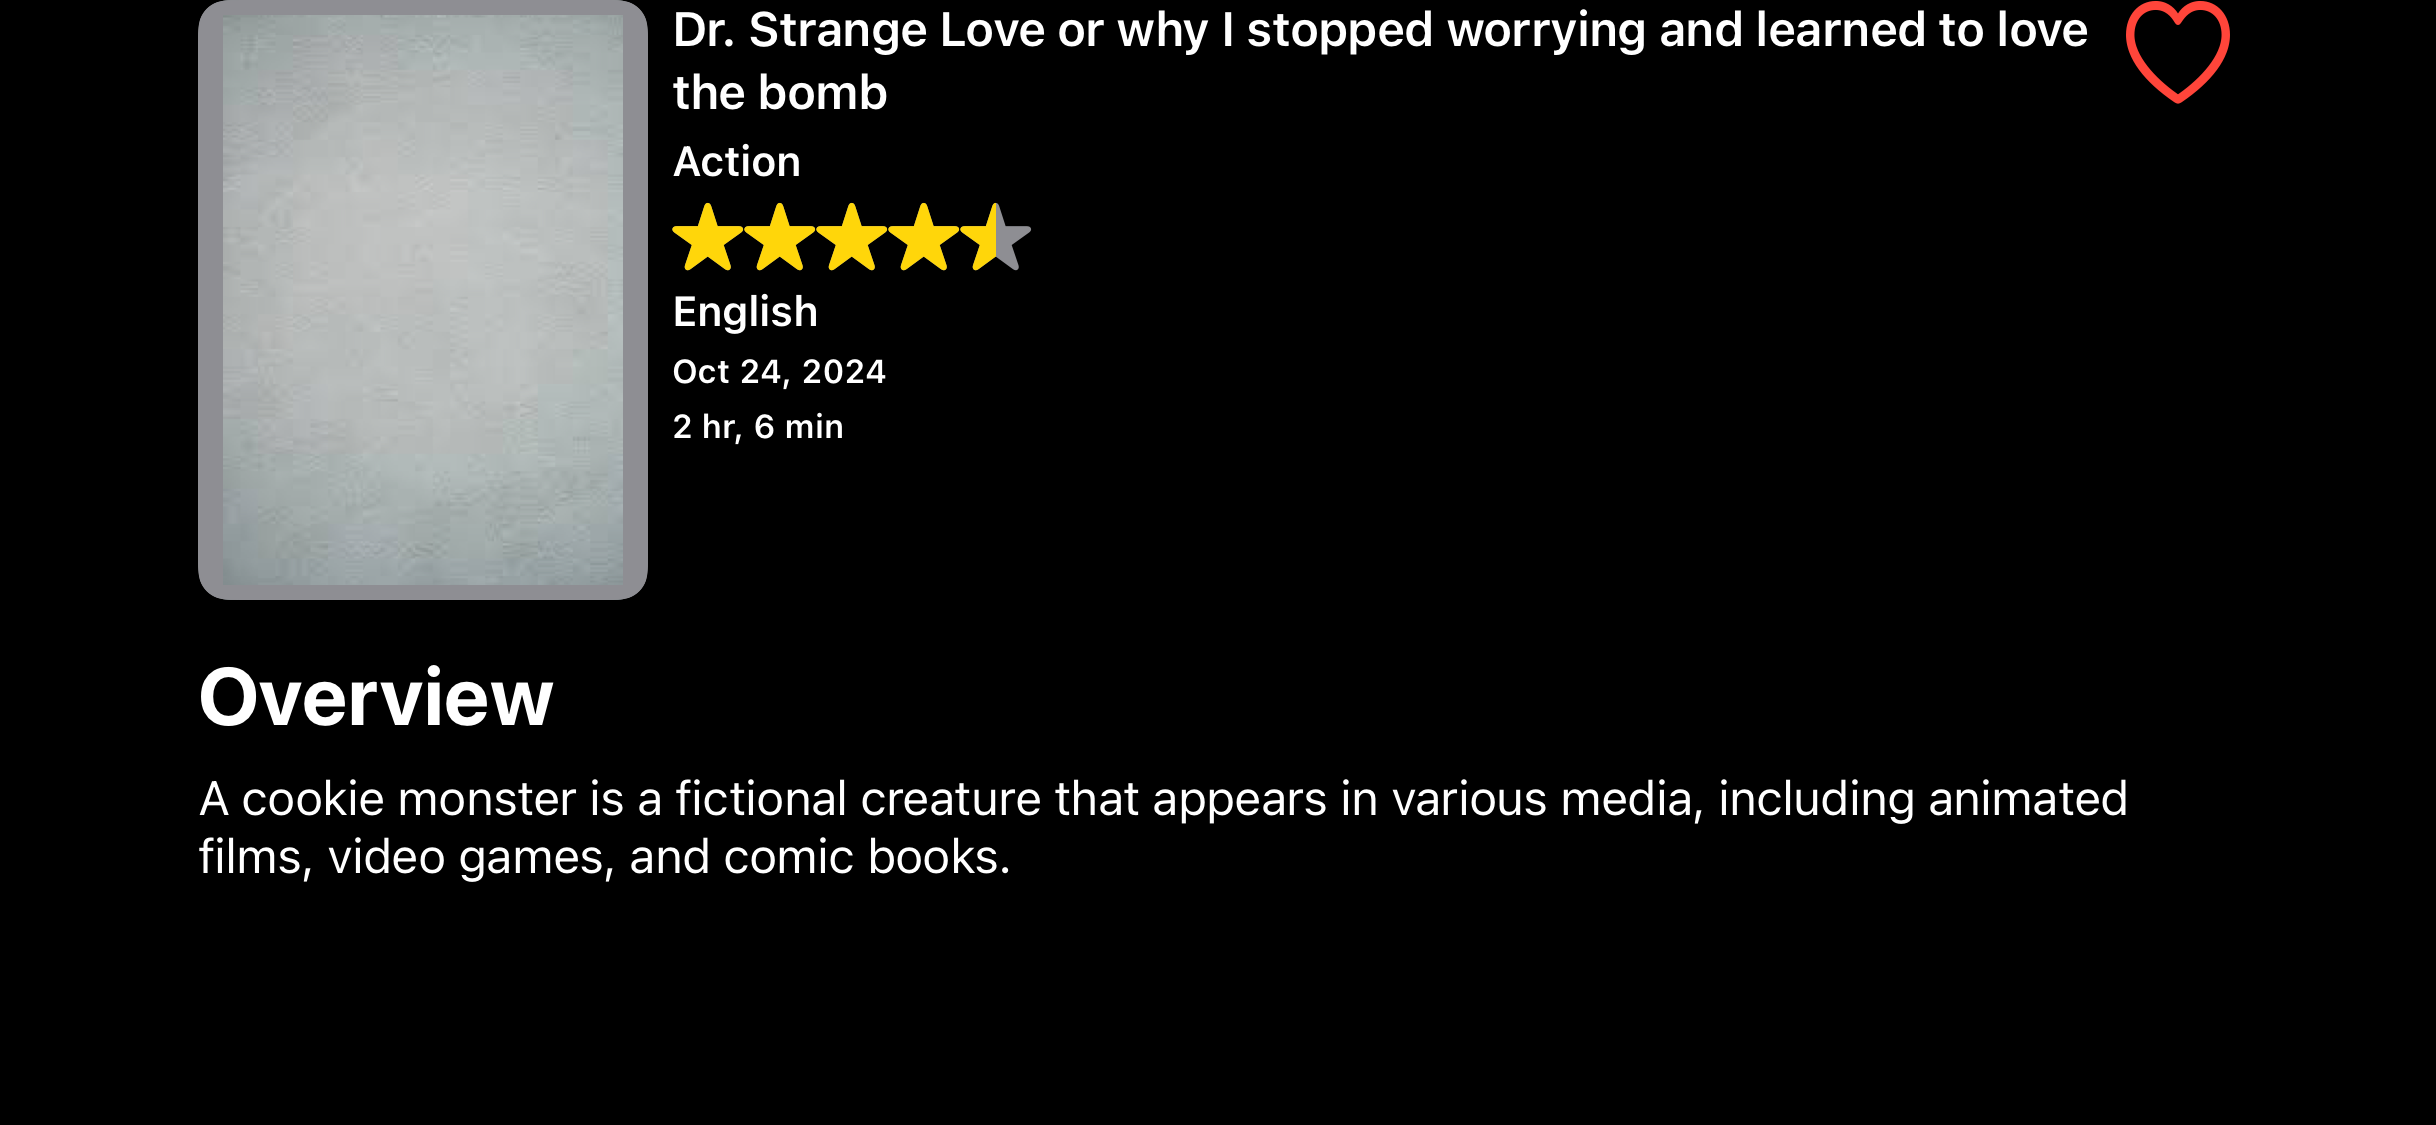 Dr. Strange Love or why I stopped worrying and learned to love
the bomb
Action
English
Oct 24, 2024
2 hr, 6 min
Overview
A cookie monster is a fictional creature that appears in various media, including animated
films, video games, and comic books.